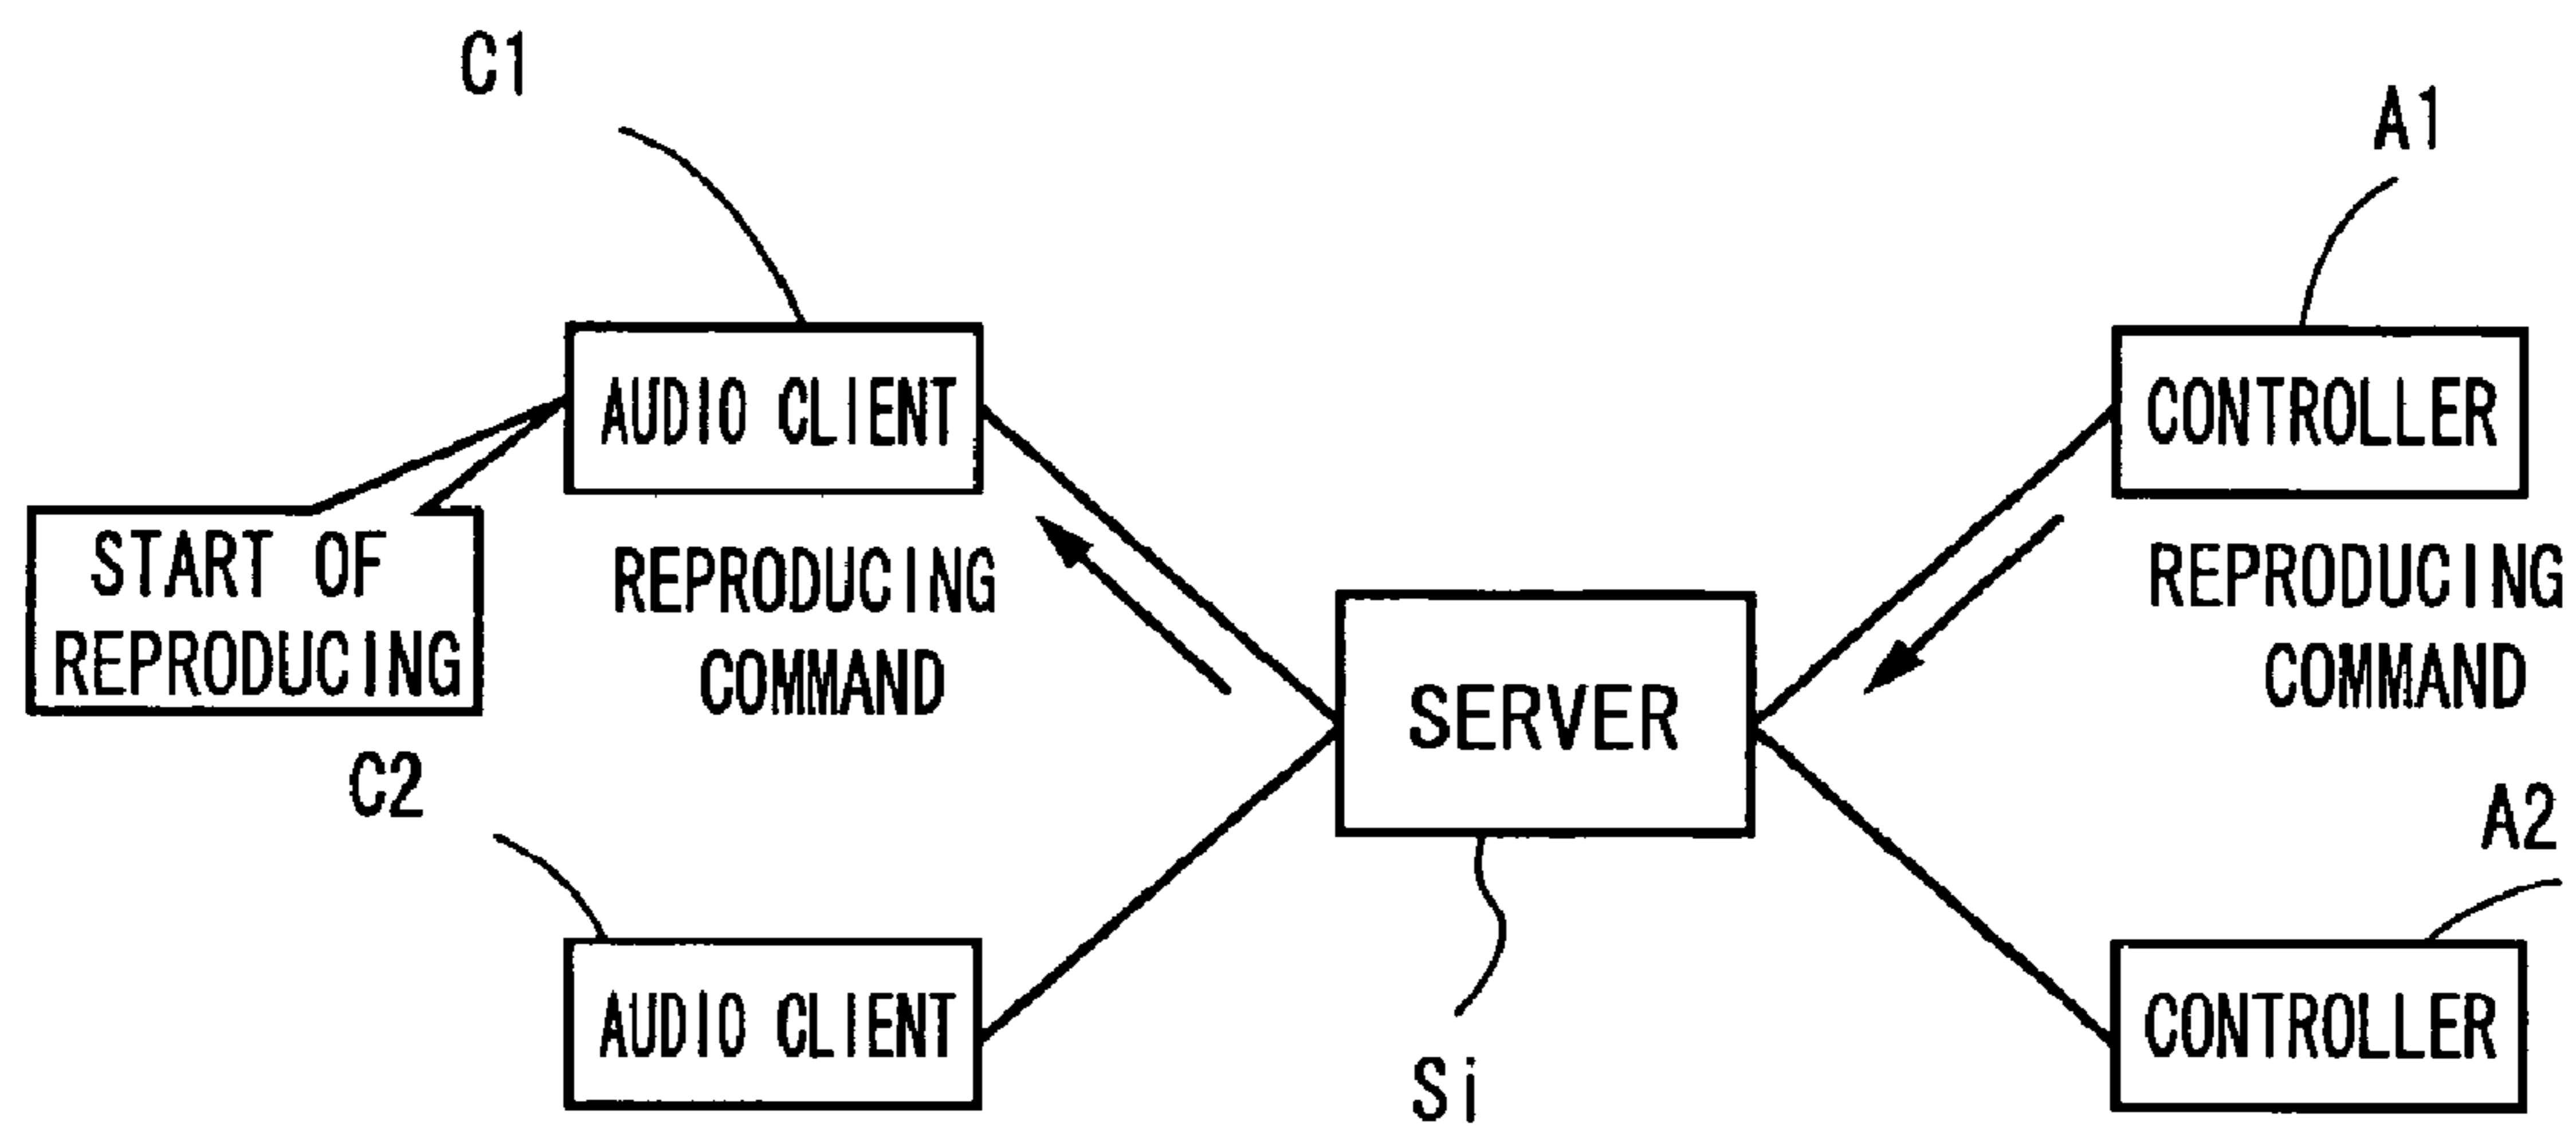 C1
A1
AUDIO CLIENT
CONTROLLER
START OF
REPRODUCING
REPRODUCING
COMMAND
REPRODUCING
COMMAND
SERVER
C2
A2
AUDIO CLIENT
CONTROLLER
Si